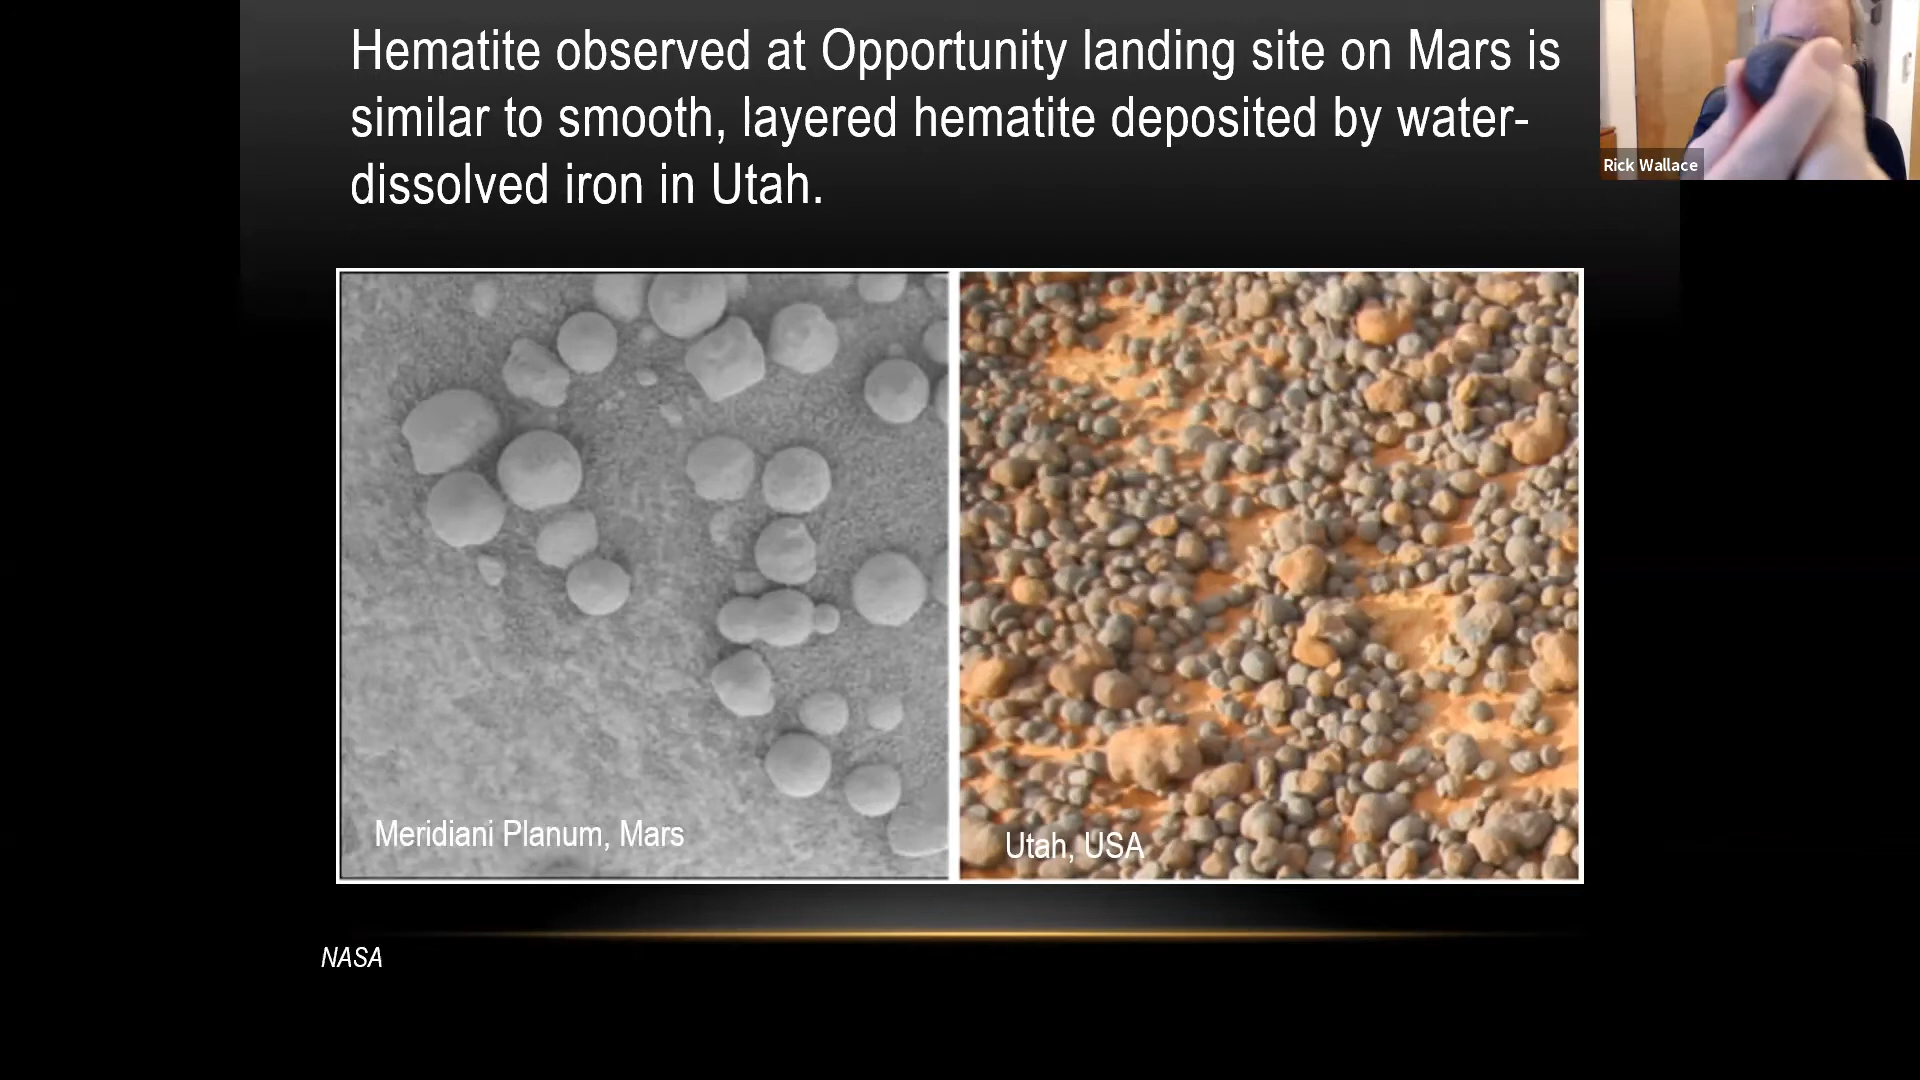 Hematite observed at Opportunity landing site on Mars is
similar to smooth, layered hematite deposited by water-
dissolved iron in Utah.
Rick Wallace
Meridiani Planum, Mars
Utah, USA
NASA